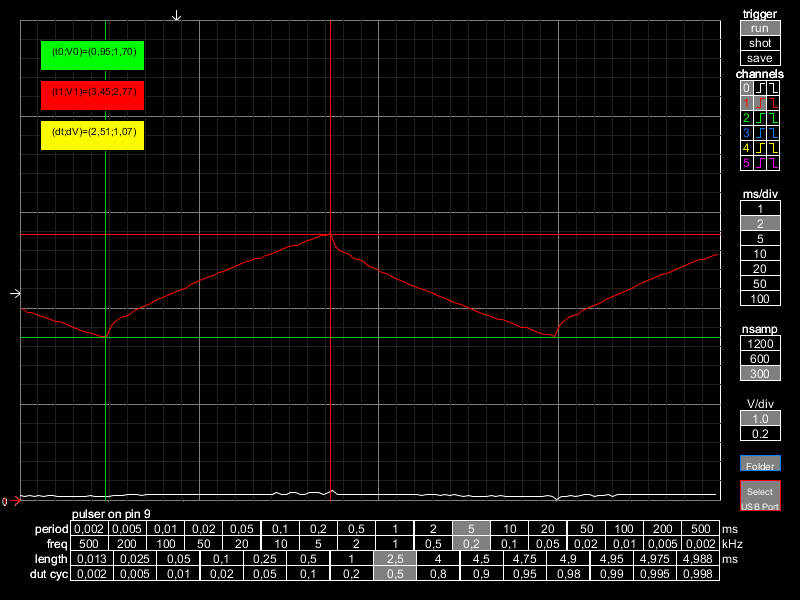 (t0;V0)=(0,95;1,70)
(t1;V1)=(3,45;2,77)
(dt;dV)=(2,51;1,07)
0
trigger
run
shot
save
channels
0
1
2
3
4
5
ms/div
1
2
5
10
20
50
100
nsamp
1200
600
300
V/div
1.0
0.2
Folder
Select
USB Port
pulser on pin 9
period 0,002 0,005 0,01 0,02 0,05 0,1 0,2 0,5 1 2 5 10 20 50 100 200 500 ms
freq 500 200 100 50 20 10 5 2 1 0,5 0,2 0,1 0,05 0,02 0,01 0,005 0,002 kHz
length 0,013 0,025 0,05 0,1 0,25 0,5 1 2,5 4 4,5 4,75 4,9 4,95 4,975 4,988 ms
dut cyc 0,002 0,005 0,01 0,02 0,05 0,1 0,2 0,5 0,8 0,9 0,95 0,98 0,99 0,995 0,998